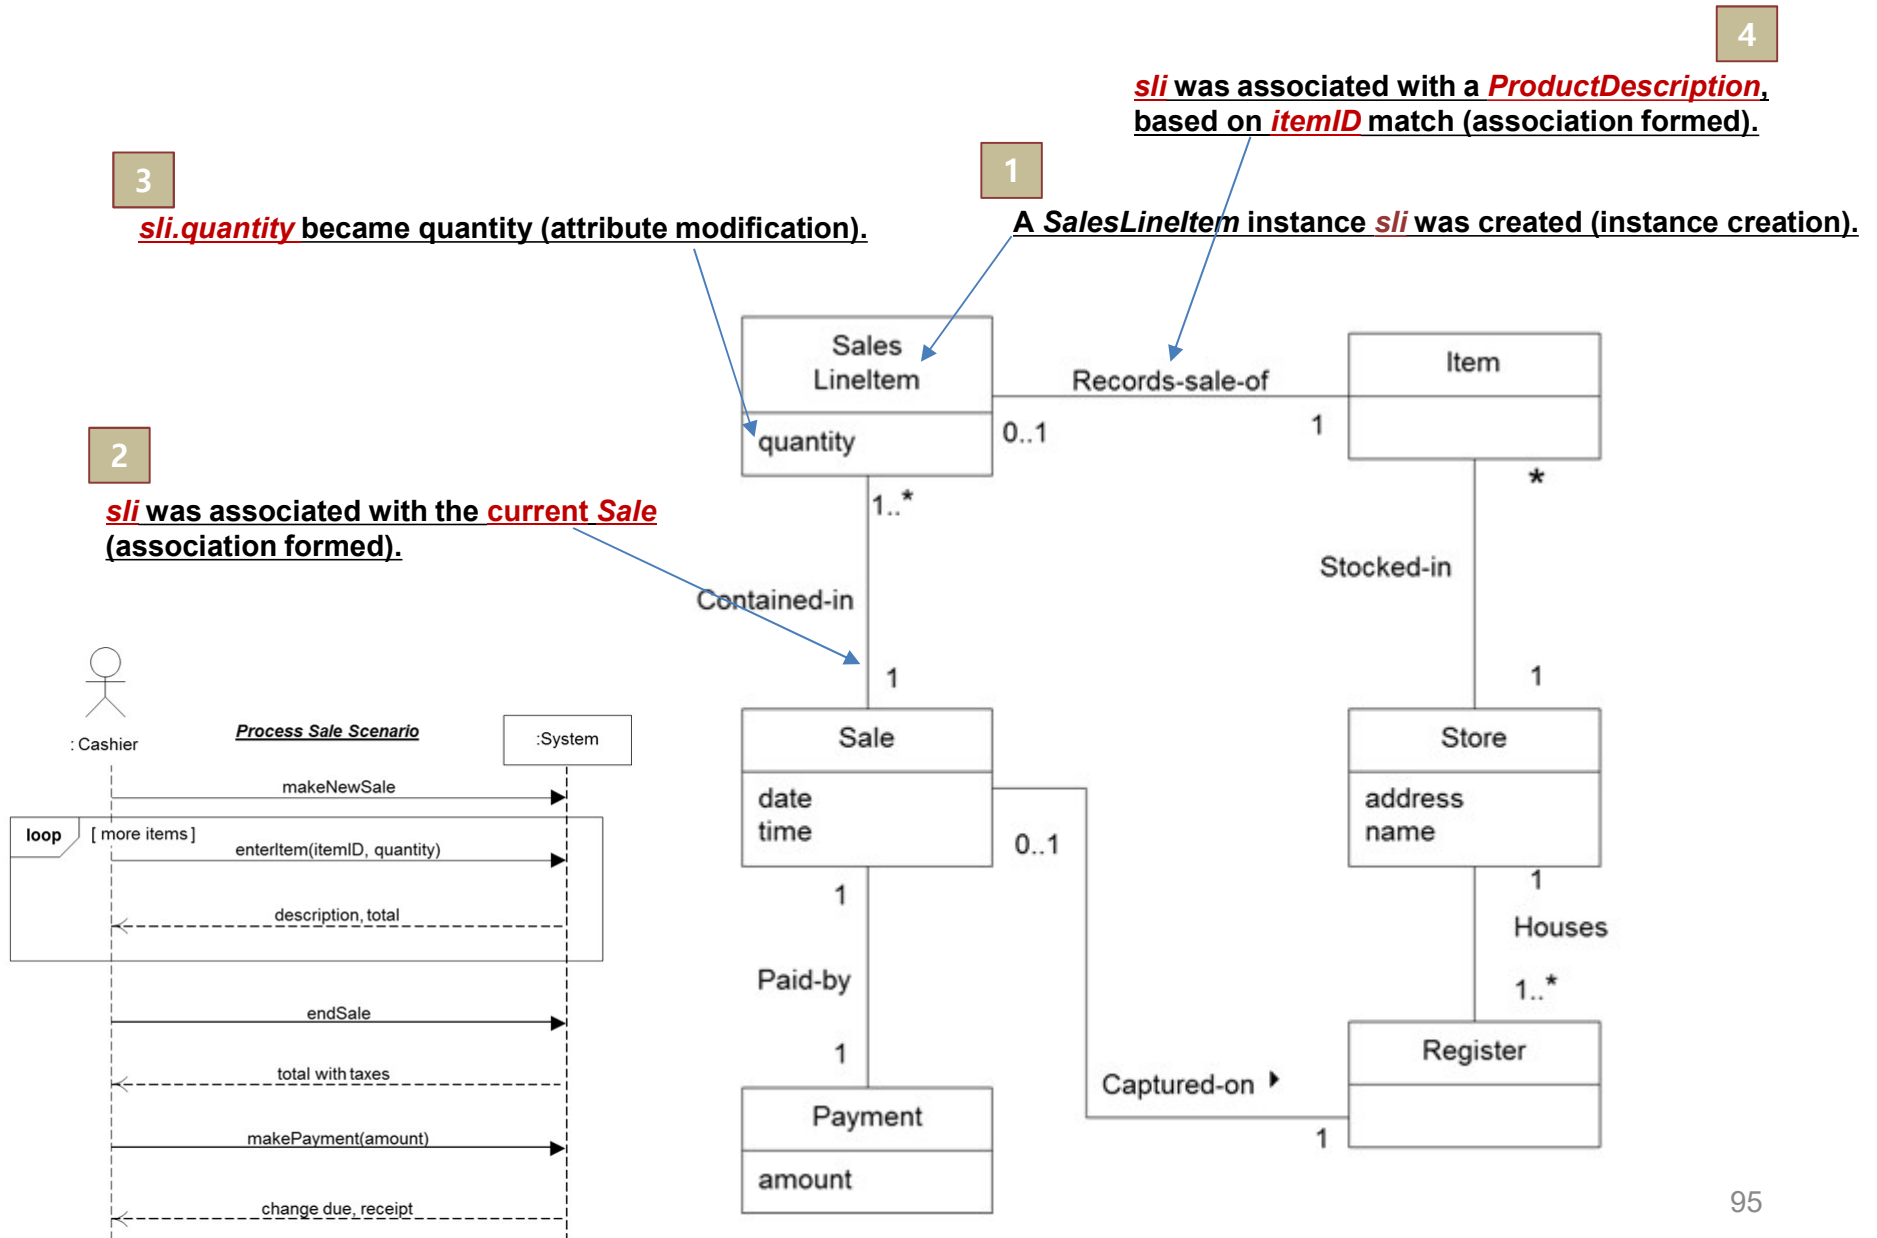 4
sli was associated with a ProductDescription,
based on itemID match (association formed).
1
A SalesLineItem instance sli was created (instance creation).
3
sli.quantity became quantity (attribute modification).
2
sli was associated with the current Sale
(association formed).
Sales
LineItem
quantity
Records-sale-of
0..1
1
Item
*
1..*
Contained-in
1
Stocked-in
1
Sale
date
time
0..1
1
Store
address
name
1
Houses
1..*
Paid-by
1
Captured-on
1
Register
Payment
amount
: Cashier
Process Sale Scenario
:System
makeNewSale
loop
[ more items ]
enterItem(itemID, quantity)
description, total
endSale
total with taxes
makePayment(amount)
change due, receipt
95